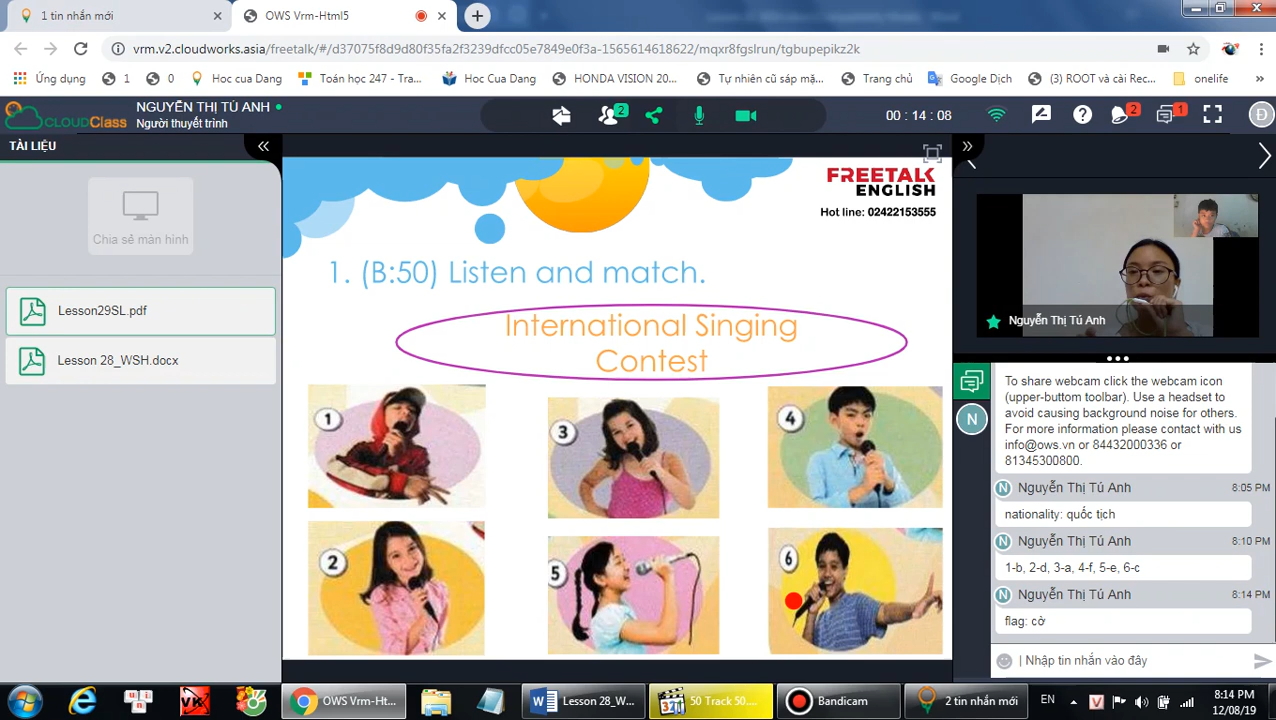 1 tin nhắn mới
OWS Vrm-Html5
vrm.v2.cloudworks.asia/freetalk/#/d37075f8d9d80f35fa2f3239dfcc05e7849e0f3a-1565614618622/mqxr8fgslrun/tgbupepikz2k
Ứng dụng 1 0 Hoc cua Dang Toán học 247 - Tra... Học Cua Dang HONDA VISION 20... Tự nhiên cũ sáp mặ... Trang chủ Google Dịch (3) ROOT và cài Rec... onelife »
CLOUDClass
NGUYỄN THỊ TÚ ANH
Người thuyết trình
2
00 : 14 : 08
2
1
Đ
TÀI LIỆU
Chia sẻ màn hình
Lesson29SL.pdf
Lesson 28_WSH.docx
FREETALK
ENGLISH
Hot line: 02422153555
1. (B:50) Listen and match.
International Singing
Contest
1
3
4
2
5
6
Nguyễn Thị Tú Anh
To share webcam click the webcam icon
(upper-buttom toolbar). Use a headset to
avoid causing background noise for others.
For more information please contact with us
info@ows.vn or 84432000336 or
81345300800.
N
N Nguyễn Thị Tú Anh 8:05 PM
nationality: quốc tịch
N Nguyễn Thị Tú Anh 8:10 PM
1-b, 2-d, 3-a, 4-f, 5-e, 6-c
N Nguyễn Thị Tú Anh 8:14 PM
flag: cờ
Nhập tin nhắn vào đây
OWS Vrm-Ht...
Lesson 28_W...
50 Track 50....
Bandicam
2 tin nhắn mới
EN
8:14 PM
12/08/19